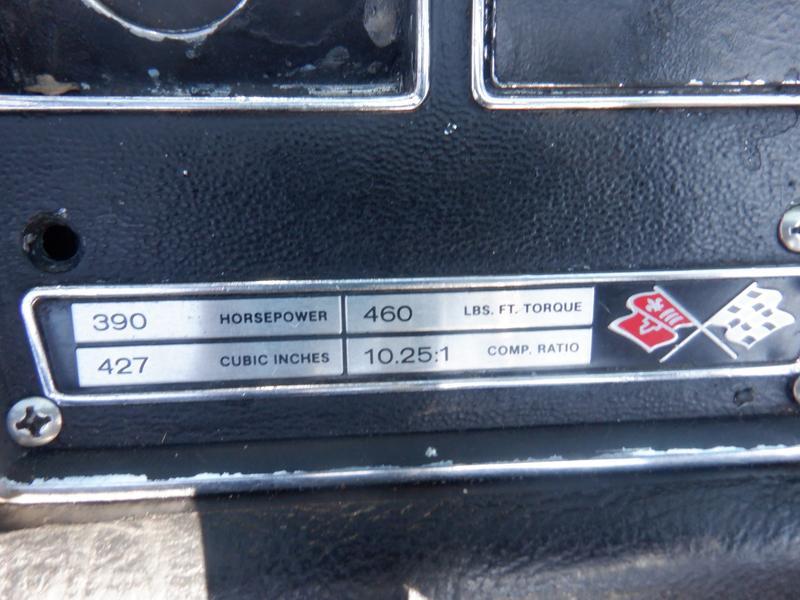 390 HORSEPOWER 460 LBS. FT. TORQUE
427 CUBIC INCHES 10.25:1 COMP. RATIO